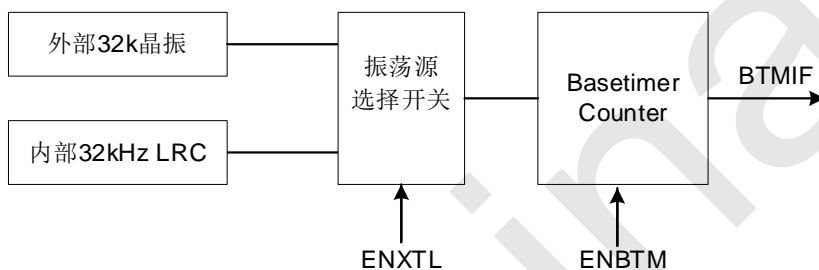 外部32k晶振
内部32kHz LRC
振荡源
选择开关
Basetimer
Counter
BTMIF
ENXTL
ENBTM